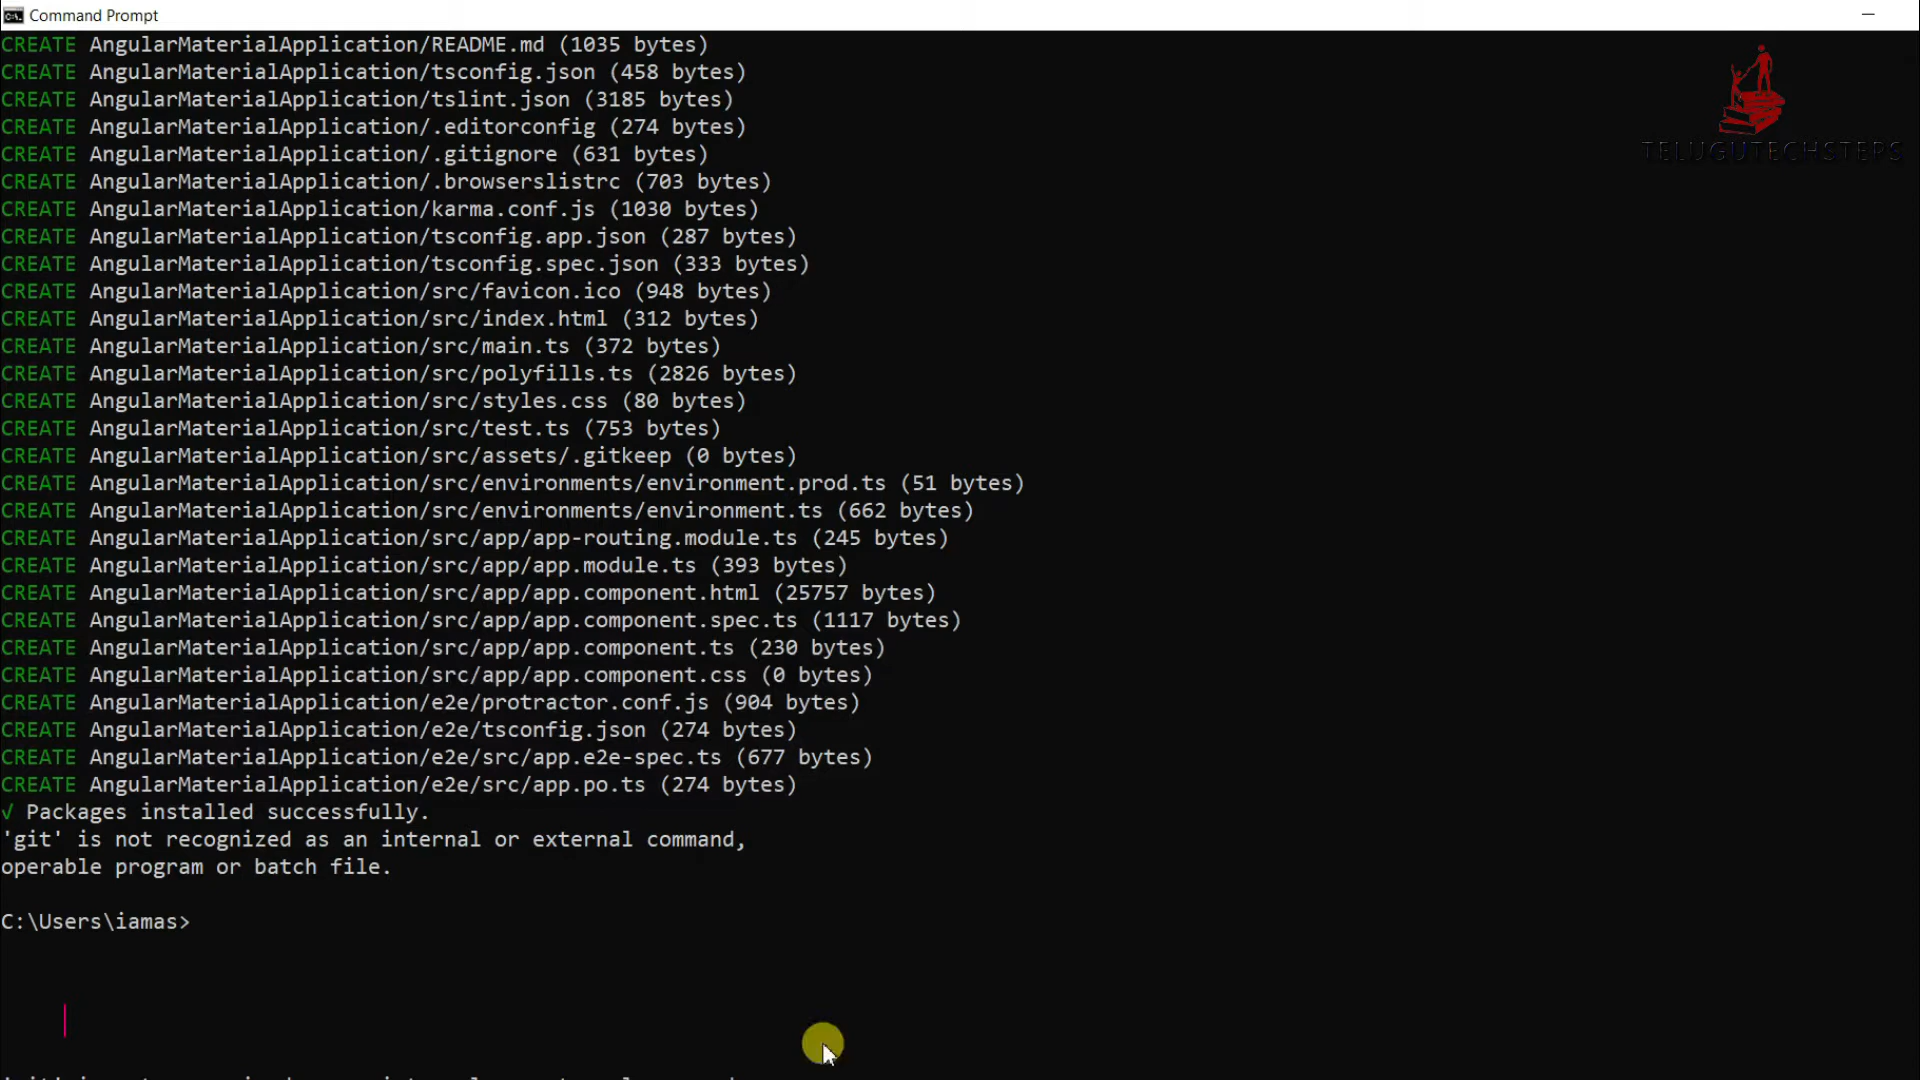 Command Prompt
CREATE AngularMaterialApplication/README.md (1035 bytes)
CREATE AngularMaterialApplication/tsconfig.json (458 bytes)
CREATE AngularMaterialApplication/tslint.json (3185 bytes)
CREATE AngularMaterialApplication/.editorconfig (274 bytes)
CREATE AngularMaterialApplication/.gitignore (631 bytes)
CREATE AngularMaterialApplication/.browserslistrc (703 bytes)
CREATE AngularMaterialApplication/karma.conf.js (1030 bytes)
CREATE AngularMaterialApplication/tsconfig.app.json (287 bytes)
CREATE AngularMaterialApplication/tsconfig.spec.json (333 bytes)
CREATE AngularMaterialApplication/src/favicon.ico (948 bytes)
CREATE AngularMaterialApplication/src/index.html (312 bytes)
CREATE AngularMaterialApplication/src/main.ts (372 bytes)
CREATE AngularMaterialApplication/src/polyfills.ts (2826 bytes)
CREATE AngularMaterialApplication/src/styles.css (80 bytes)
CREATE AngularMaterialApplication/src/test.ts (753 bytes)
CREATE AngularMaterialApplication/src/assets/.gitkeep (0 bytes)
CREATE AngularMaterialApplication/src/environments/environment.prod.ts (51 bytes)
CREATE AngularMaterialApplication/src/environments/environment.ts (662 bytes)
CREATE AngularMaterialApplication/src/app/app-routing.module.ts (245 bytes)
CREATE AngularMaterialApplication/src/app/app.module.ts (393 bytes)
CREATE AngularMaterialApplication/src/app/app.component.html (25757 bytes)
CREATE AngularMaterialApplication/src/app/app.component.spec.ts (1117 bytes)
CREATE AngularMaterialApplication/src/app/app.component.ts (230 bytes)
CREATE AngularMaterialApplication/src/app/app.component.css (0 bytes)
CREATE AngularMaterialApplication/e2e/protractor.conf.js (904 bytes)
CREATE AngularMaterialApplication/e2e/tsconfig.json (274 bytes)
CREATE AngularMaterialApplication/e2e/src/app.e2e-spec.ts (677 bytes)
CREATE AngularMaterialApplication/e2e/src/app.po.ts (274 bytes)
√ Packages installed successfully.
'git' is not recognized as an internal or external command,
operable program or batch file.
C:\Users\iamas>
TELUGUTECHSTEPS